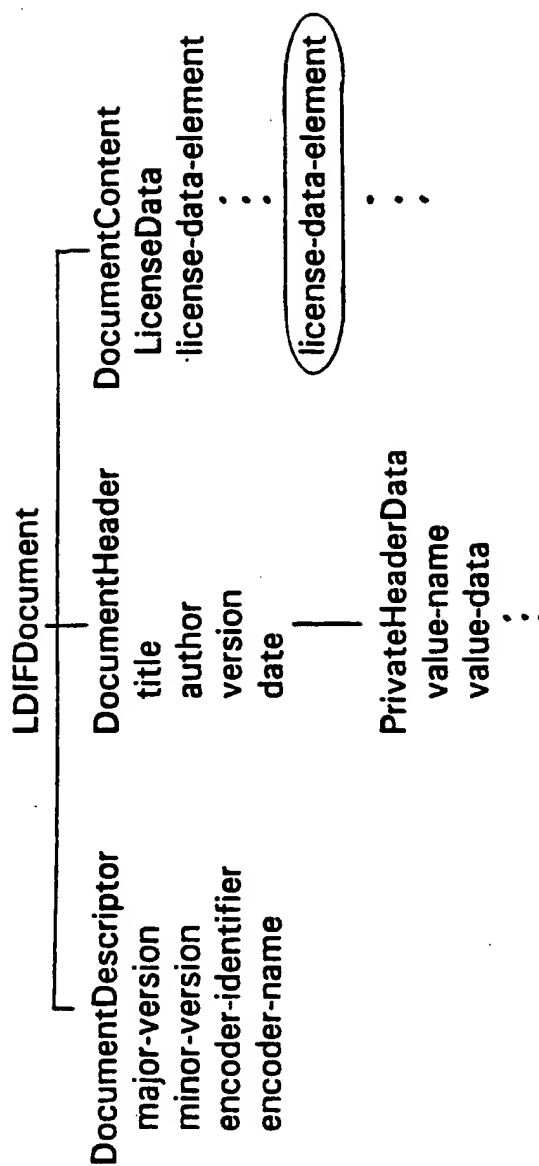 LDIFDocument
DocumentDescriptor
major-version
minor-version
encoder-identifier
encoder-name
DocumentHeader
title
author
version
date
PrivateHeaderData
value-name
value-data
⋮
DocumentContent
LicenseData
license-data-element
⋮
license-data-element
⋮